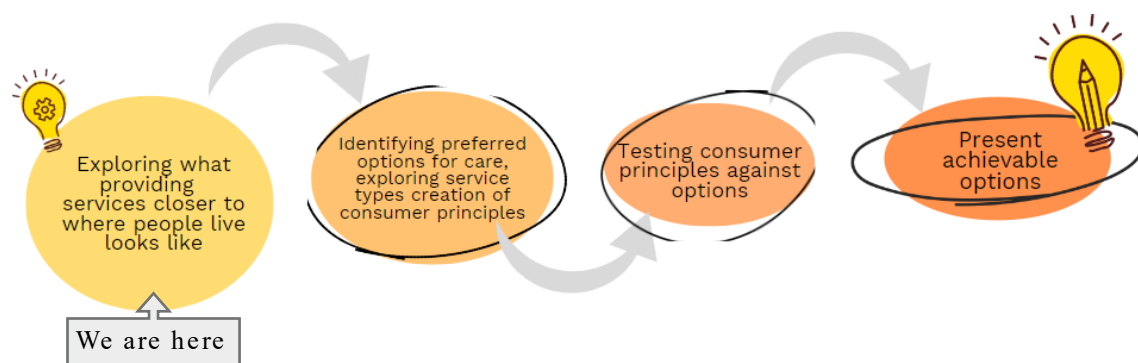 Exploring what
providing
services closer to
where people live
looks like
We are here
Identifying preferred
options for care,
exploring service
types creation of
consumer principles
Testing consumer
principles against
options
Present
achievable
options